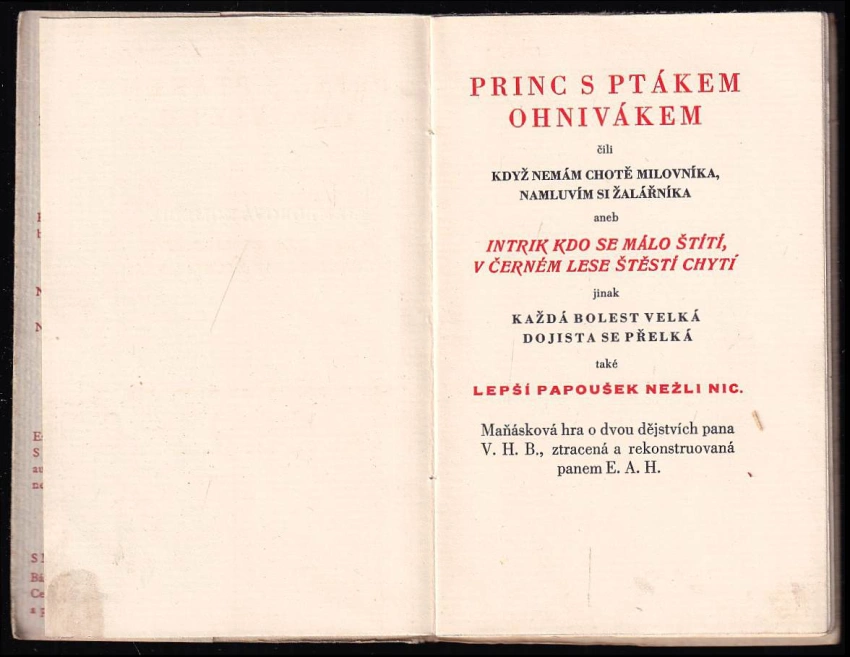 PRINC S PTÁKEM
OHNIVÁKEM
čili
KDYŽ NEMÁM CHOTĚ MILOVNÍKA,
NAMLUVÍM SI ŽALÁŘNÍKA
aneb
INTRIK KDO SE MÁLO ŠTÍTÍ,
V ČERNÉM LESE ŠTĚSTÍ CHYTÍ
jinak
KAŽDÁ BOLEST VELKÁ
DOJISTA SE PŘELKÁ
také
LEPŠÍ PAPOUŠEK NEŽLI NIC.
Maňásková hra o dvou dějstvích pana
V. H. B., ztracená a rekonstruovaná
panem E. A. H.